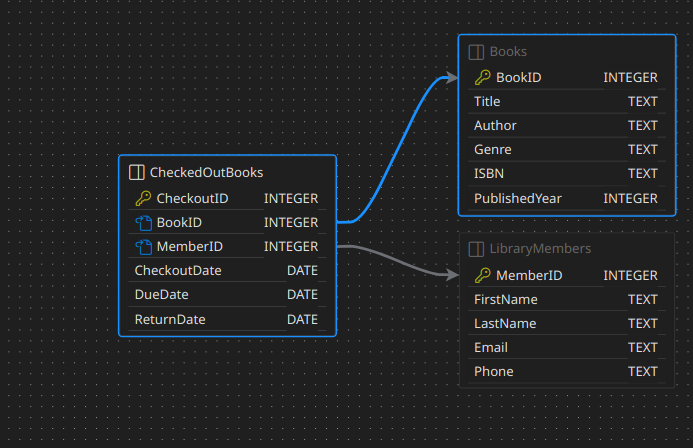 Books
BookID INTEGER
Title TEXT
Author TEXT
Genre TEXT
ISBN TEXT
PublishedYear INTEGER
CheckedOutBooks
CheckoutID INTEGER
BookID INTEGER
MemberID INTEGER
CheckoutDate DATE
DueDate DATE
ReturnDate DATE
LibraryMembers
MemberID INTEGER
FirstName TEXT
LastName TEXT
Email TEXT
Phone TEXT